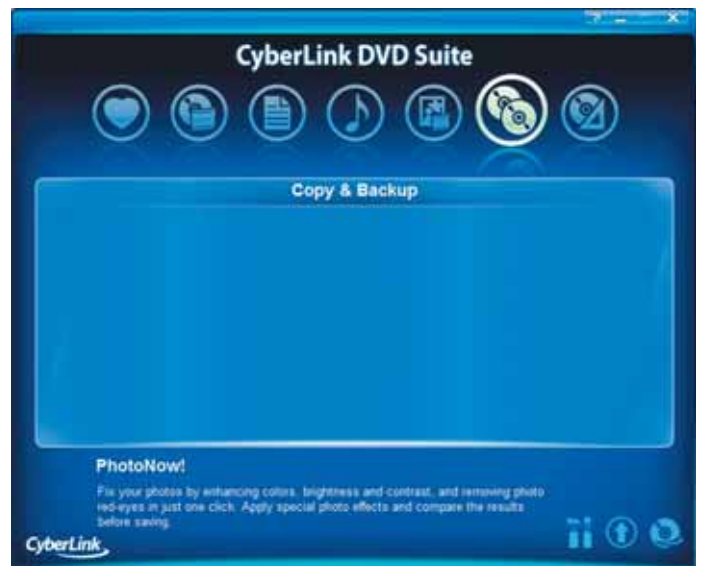 CyberLink DVD Suite
Copy & Backup
PhotoNow!
Fix your photos by enhancing colors, brightness and contrast, and removing photo
red-eyes in just one click. Apply special photo effects and compare the results
before saving.
CyberLink